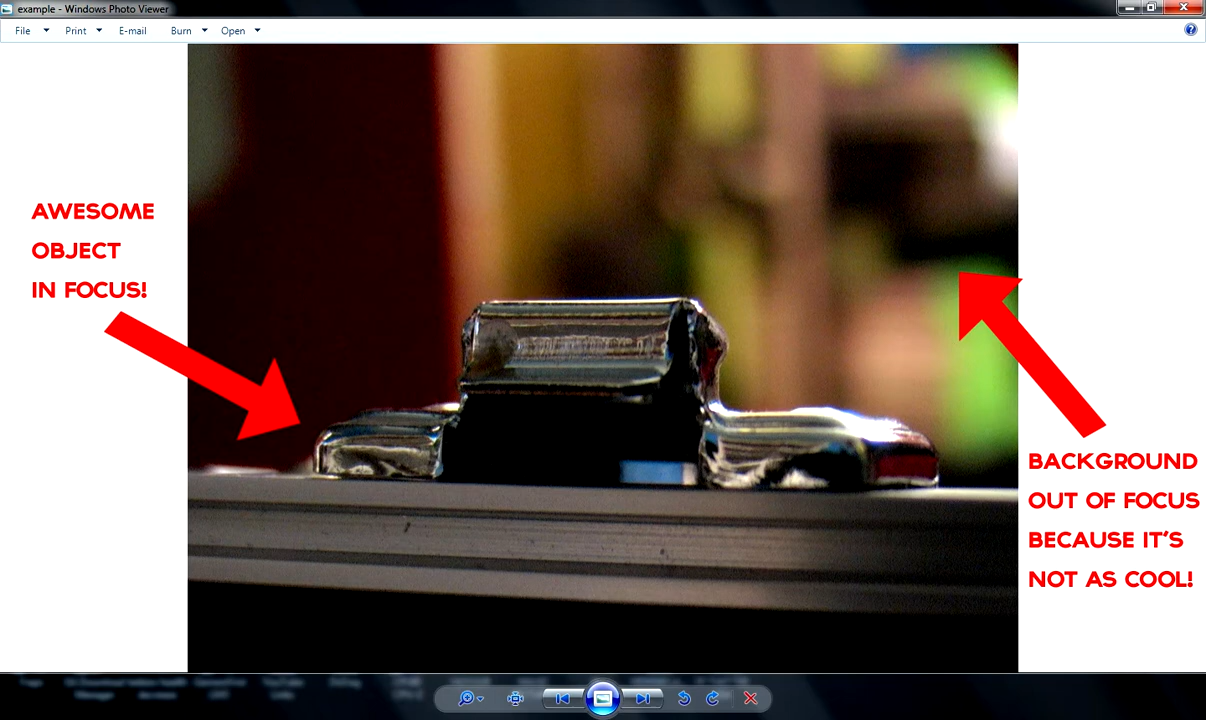 example - Windows Photo Viewer
File Print E-mail Burn Open
AWESOME
OBJECT
IN FOCUS!
BACKGROUND
OUT OF FOCUS
BECAUSE IT'S
NOT AS COOL!